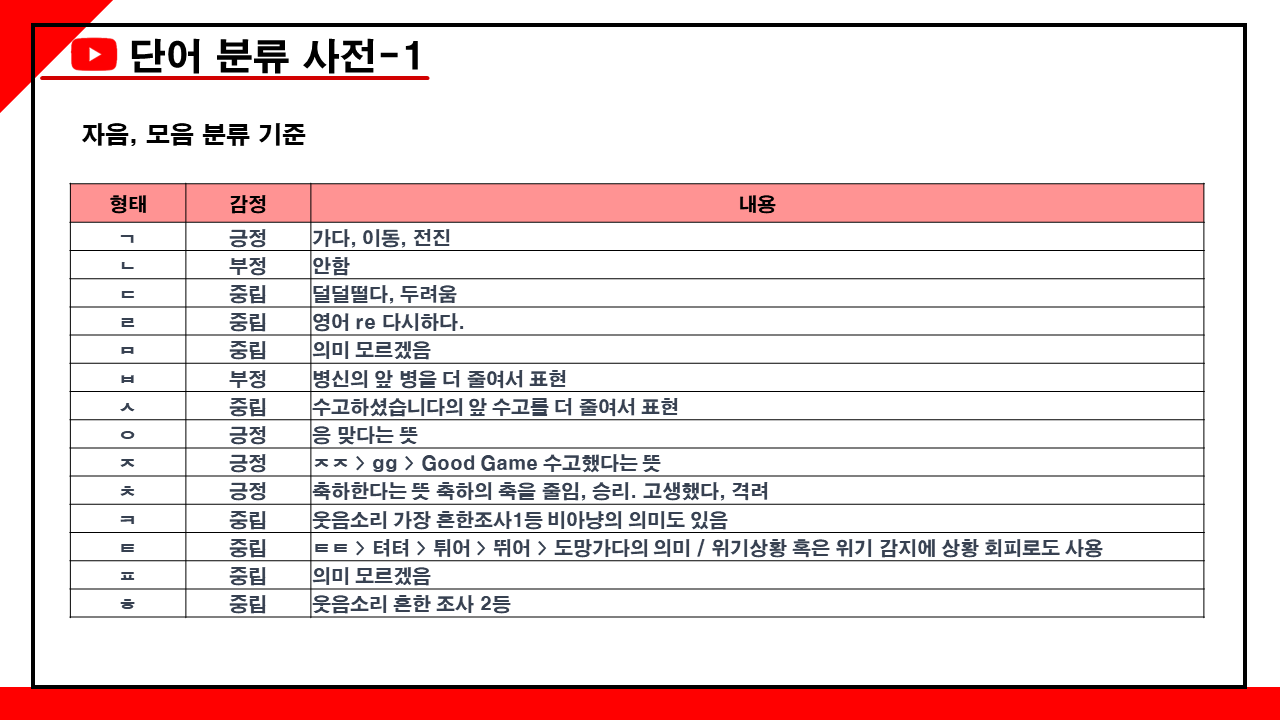 단어 분류 사전-1
자음, 모음 분류 기준
형태 감정 내용
ㄱ 긍정 가다, 이동, 전진
ㄴ 부정 안함
ㄷ 중립 덜덜떨다, 두려움
ㄹ 중립 영어 re 다시하다.
ㅁ 중립 의미 모르겠음
ㅂ 부정 병신의 앞 병을 더 줄여서 표현
ㅅ 중립 수고하셨습니다의 앞 수고를 더 줄여서 표현
ㅇ 긍정 응 맞다는 뜻
ㅈ 긍정 ㅈㅈ > gg > Good Game 수고했다는 뜻
ㅊ 긍정 축하한다는 뜻 축하의 축을 줄임, 승리. 고생했다, 격려
ㅋ 중립 웃음소리 가장 흔한조사1등 비아냥의 의미도 있음
ㅌ 중립 ㅌㅌ > 텨텨 > 튀어 > 뛰어 > 도망가다의 의미 / 위기상황 혹은 위기 감지에 상황 회피로도 사용
ㅍ 중립 의미 모르겠음
ㅎ 중립 웃음소리 흔한 조사 2등